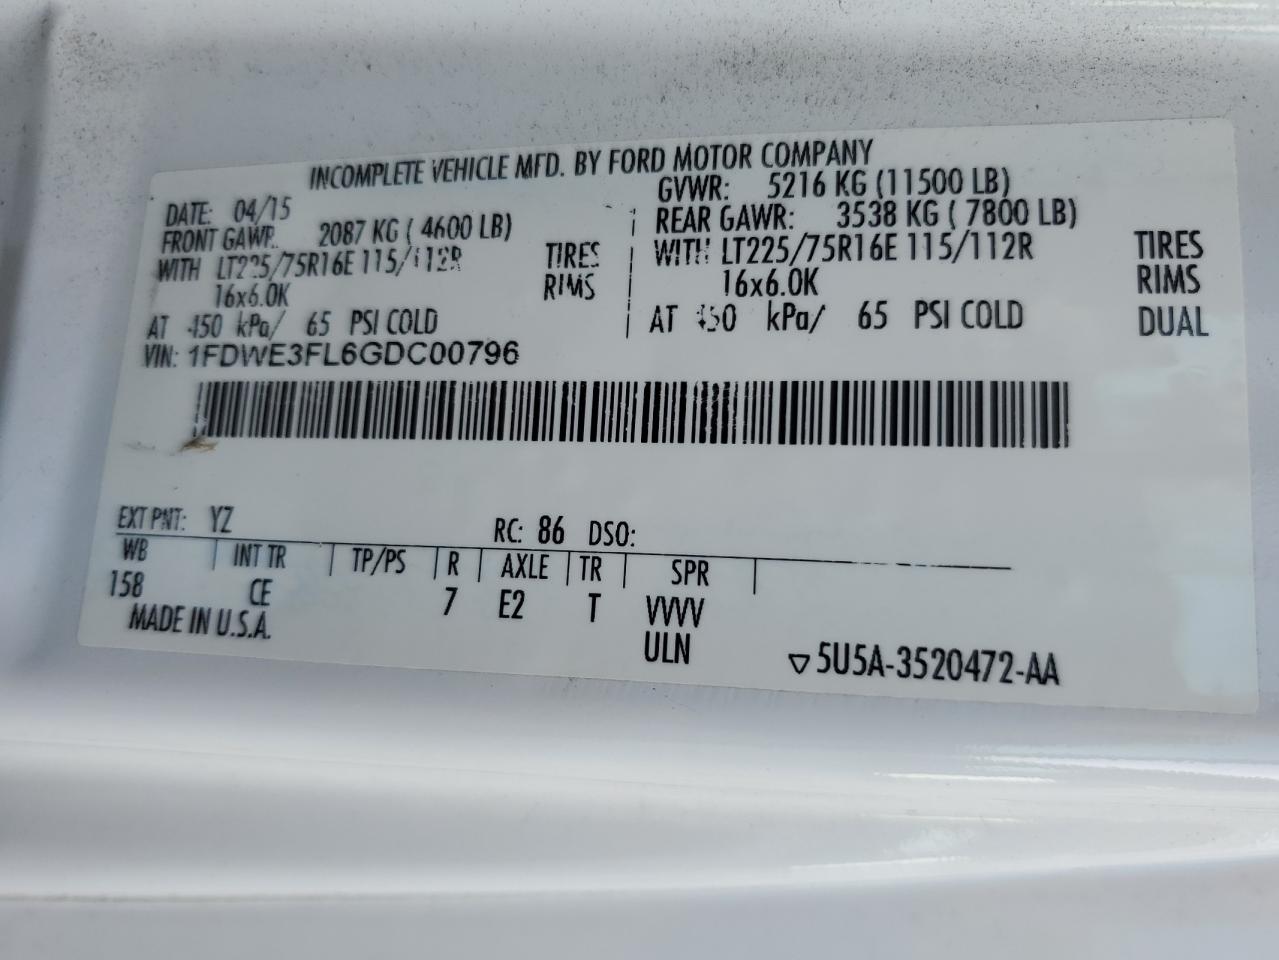 INCOMPLETE VEHICLE MFD. BY FORD MOTOR COMPANY
DATE: 04/15
GVWR: 5216 KG (11500 LB)
FRONT GAWR: 2087 KG ( 4600 LB)
REAR GAWR: 3538 KG ( 7800 LB)
WITH LT225/75R16E 115/112R TIRES
WITH LT225/75R16E 115/112R TIRES
16x6.0K RIMS
16x6.0K RIMS
AT 450 kPa/ 65 PSI COLD
AT 450 kPa/ 65 PSI COLD DUAL
VIN: 1FDWE3FL6GDC00796
EXT PNT: YZ RC: 86 DSO:
WB INT TR TP/PS R AXLE TR SPR
158 CE 7 E2 T VVVV
MADE IN U.S.A. ULN
5U5A-3520472-AA